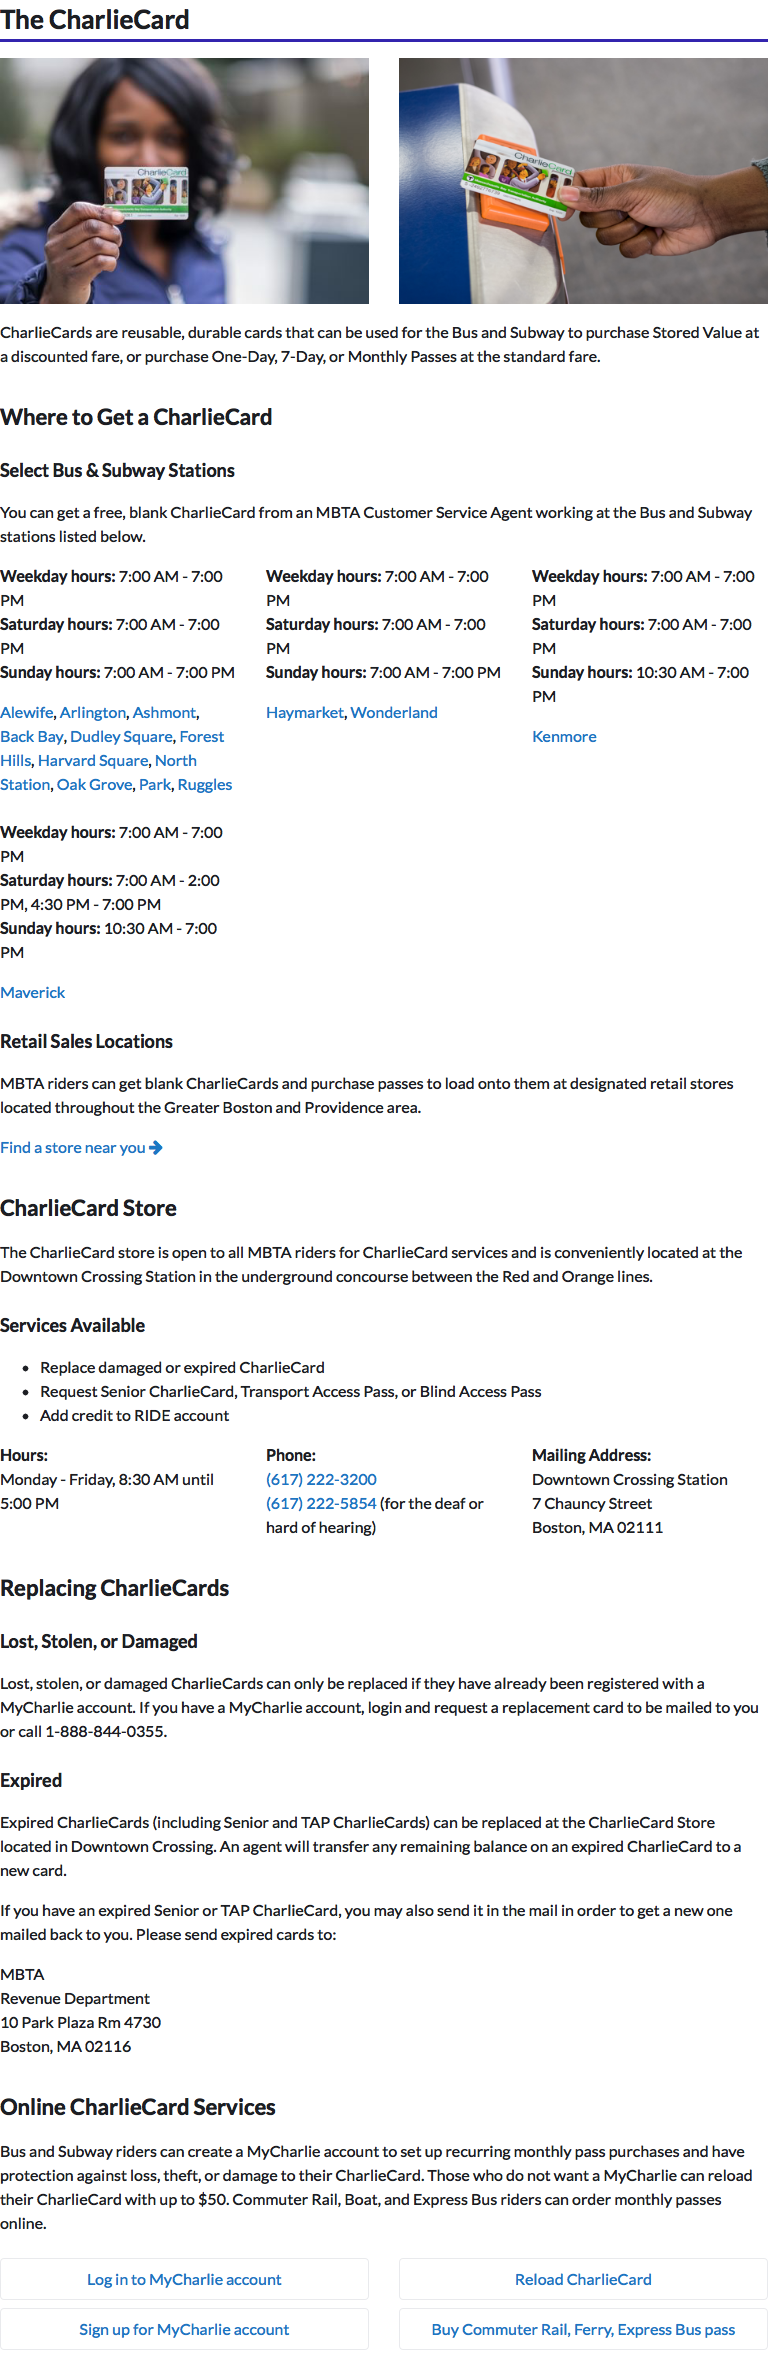 The CharlieCard
CharlieCard
CharlieCard
CharlieCards are reusable, durable cards that can be used for the Bus and Subway to purchase Stored Value at
a discounted fare, or purchase One-Day, 7-Day, or Monthly Passes at the standard fare.
Where to Get a CharlieCard
Select Bus & Subway Stations
You can get a free, blank CharlieCard from an MBTA Customer Service Agent working at the Bus and Subway
stations listed below.
Weekday hours: 7:00 AM - 7:00
PM
Saturday hours: 7:00 AM - 7:00
PM
Sunday hours: 7:00 AM - 7:00 PM
Alewife, Arlington, Ashmont,
Back Bay, Dudley Square, Forest
Hills, Harvard Square, North
Station, Oak Grove, Park, Ruggles
Weekday hours: 7:00 AM - 7:00
PM
Saturday hours: 7:00 AM - 7:00
PM
Sunday hours: 7:00 AM - 7:00 PM
Haymarket, Wonderland
Weekday hours: 7:00 AM - 7:00
PM
Saturday hours: 7:00 AM - 7:00
PM
Sunday hours: 10:30 AM - 7:00
PM
Kenmore
Weekday hours: 7:00 AM - 7:00
PM
Saturday hours: 7:00 AM - 2:00
PM, 4:30 PM - 7:00 PM
Sunday hours: 10:30 AM - 7:00
PM
Maverick
Retail Sales Locations
MBTA riders can get blank CharlieCards and purchase passes to load onto them at designated retail stores
located throughout the Greater Boston and Providence area.
Find a store near you
CharlieCard Store
The CharlieCard store is open to all MBTA riders for CharlieCard services and is conveniently located at the
Downtown Crossing Station in the underground concourse between the Red and Orange lines.
Services Available
• Replace damaged or expired CharlieCard
• Request Senior CharlieCard, Transport Access Pass, or Blind Access Pass
• Add credit to RIDE account
Hours:
Monday - Friday, 8:30 AM until
5:00 PM
Phone:
(617) 222-3200
(617) 222-5854 (for the deaf or
hard of hearing)
Mailing Address:
Downtown Crossing Station
7 Chauncy Street
Boston, MA 02111
Replacing CharlieCards
Lost, Stolen, or Damaged
Lost, stolen, or damaged CharlieCards can only be replaced if they have already been registered with a
MyCharlie account. If you have a MyCharlie account, login and request a replacement card to be mailed to you
or call 1-888-844-0355.
Expired
Expired CharlieCards (including Senior and TAP CharlieCards) can be replaced at the CharlieCard Store
located in Downtown Crossing. An agent will transfer any remaining balance on an expired CharlieCard to a
new card.
If you have an expired Senior or TAP CharlieCard, you may also send it in the mail in order to get a new one
mailed back to you. Please send expired cards to:
MBTA
Revenue Department
10 Park Plaza Rm 4730
Boston, MA 02116
Online CharlieCard Services
Bus and Subway riders can create a MyCharlie account to set up recurring monthly pass purchases and have
protection against loss, theft, or damage to their CharlieCard. Those who do not want a MyCharlie can reload
their CharlieCard with up to $50. Commuter Rail, Boat, and Express Bus riders can order monthly passes
online.
Log in to MyCharlie account
Reload CharlieCard
Sign up for MyCharlie account
Buy Commuter Rail, Ferry, Express Bus pass